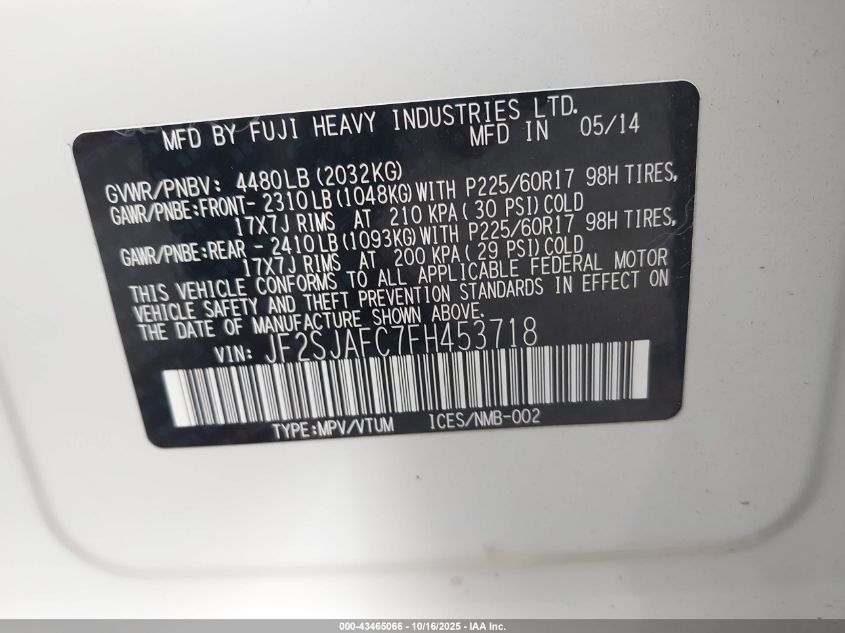 MFD BY FUJI HEAVY INDUSTRIES LTD.
MFD IN 05/14
GVWR/PNBV: 4480LB (2032KG)
GAWR/PNBE:FRONT- 2310LB (1048KG) WITH P225/60R17 98H TIRES,
17X7J RIMS AT 210 KPA ( 30 PSI) COLD
GAWR/PNBE:REAR - 2410LB (1093KG) WITH P225/60R17 98H TIRES,
17X7J RIMS AT 200 KPA ( 29 PSI) COLD
THIS VEHICLE CONFORMS TO ALL APPLICABLE FEDERAL MOTOR
VEHICLE SAFETY AND THEFT PREVENTION STANDARDS IN EFFECT ON
THE DATE OF MANUFACTURE SHOWN ABOVE.
VIN: JF2SJAFC7FH453718
TYPE:MPV/VTUM ICES/NMB-002
000-43465066 - 10/16/2025 - IAA Inc.